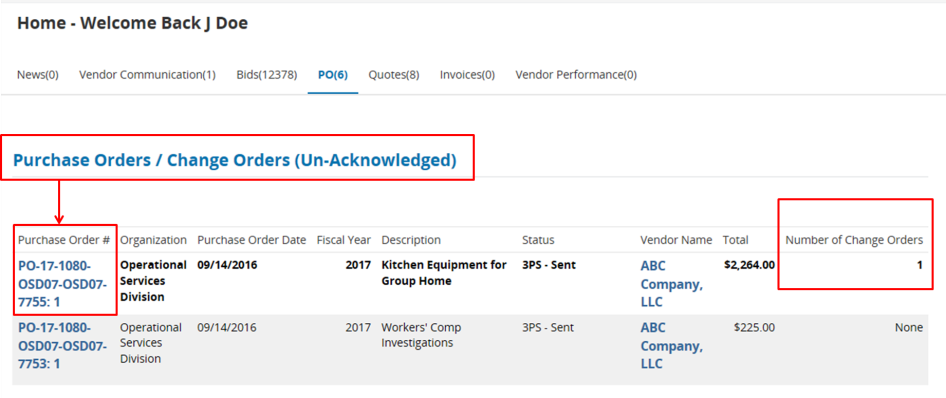 Home - Welcome Back J Doe
News(0) Vendor Communication(1) Bids(12378) PO(6) Quotes(8) Invoices(0) Vendor Performance(0)
Purchase Orders / Change Orders (Un-Acknowledged)
Purchase Order # Organization Purchase Order Date Fiscal Year Description Status Vendor Name Total Number of Change Orders
PO-17-1080- Operational 09/14/2016 2017 Kitchen Equipment for 3PS - Sent ABC $2,264.00 1
OSD07-OSD07- Services Group Home Company,
7755: 1 Division LLC
PO-17-1080- Operational 09/14/2016 2017 Workers' Comp 3PS - Sent ABC $225.00 None
OSD07-OSD07- Services Investigations Company,
7753: 1 Division LLC